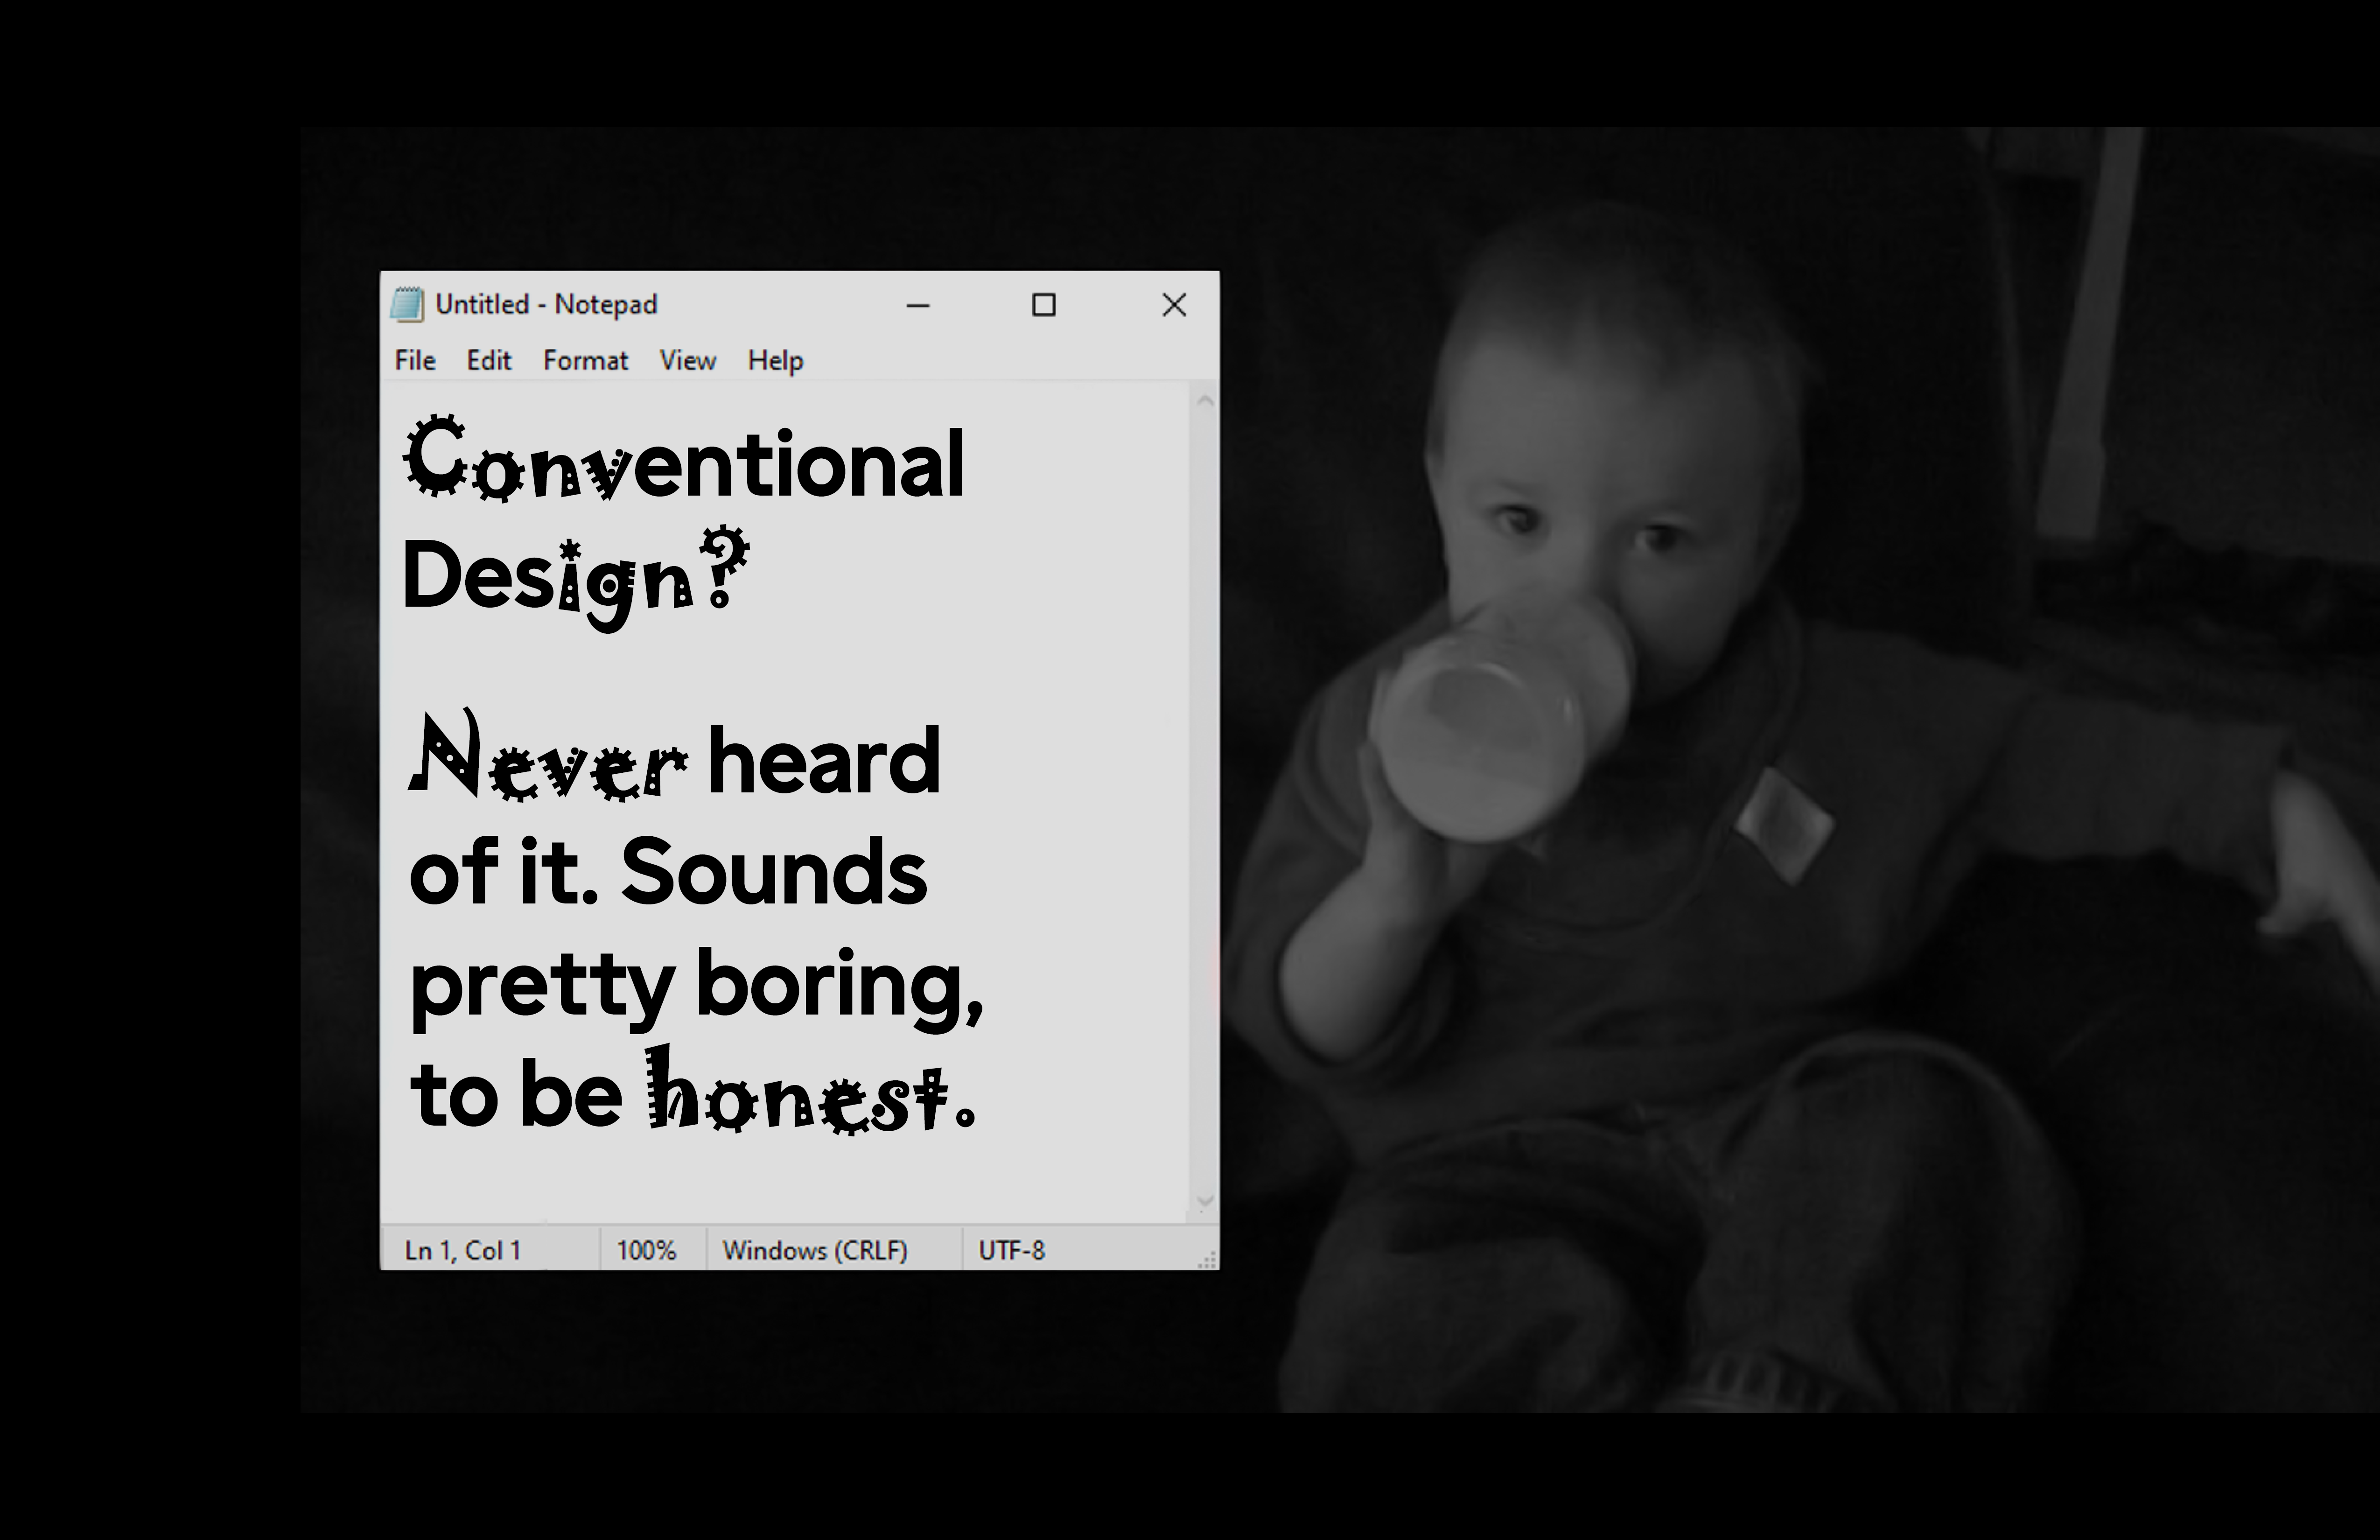 Untitled - Notepad
File Edit Format View Help
Conventional
Design?
Never heard
of it. Sounds
pretty boring,
to be honest.
Ln 1, Col 1 100% Windows (CRLF) UTF-8